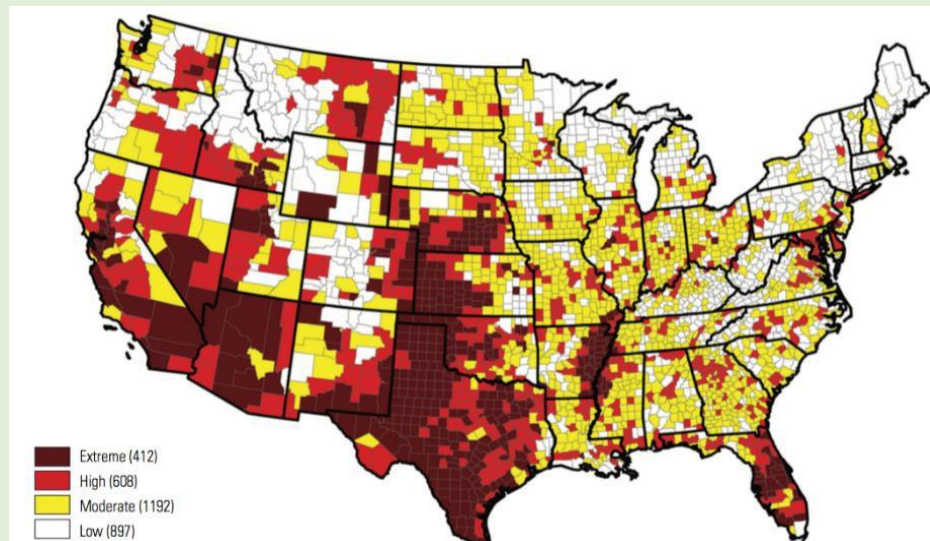 Extreme (412)
High (608)
Moderate (1192)
Low (897)